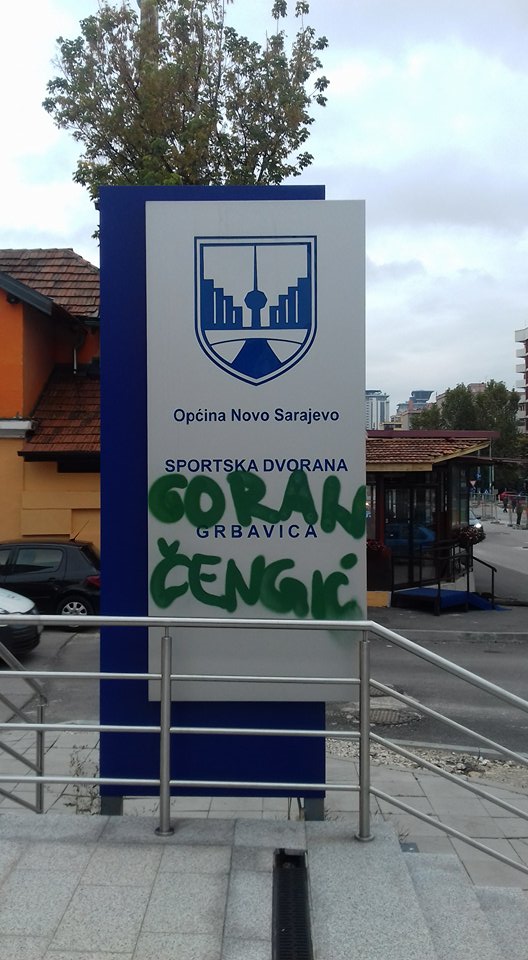 Općina Novo Sarajevo
SPORTSKA DVORANA
GORAN
GRBAVICA
ČENGIĆ